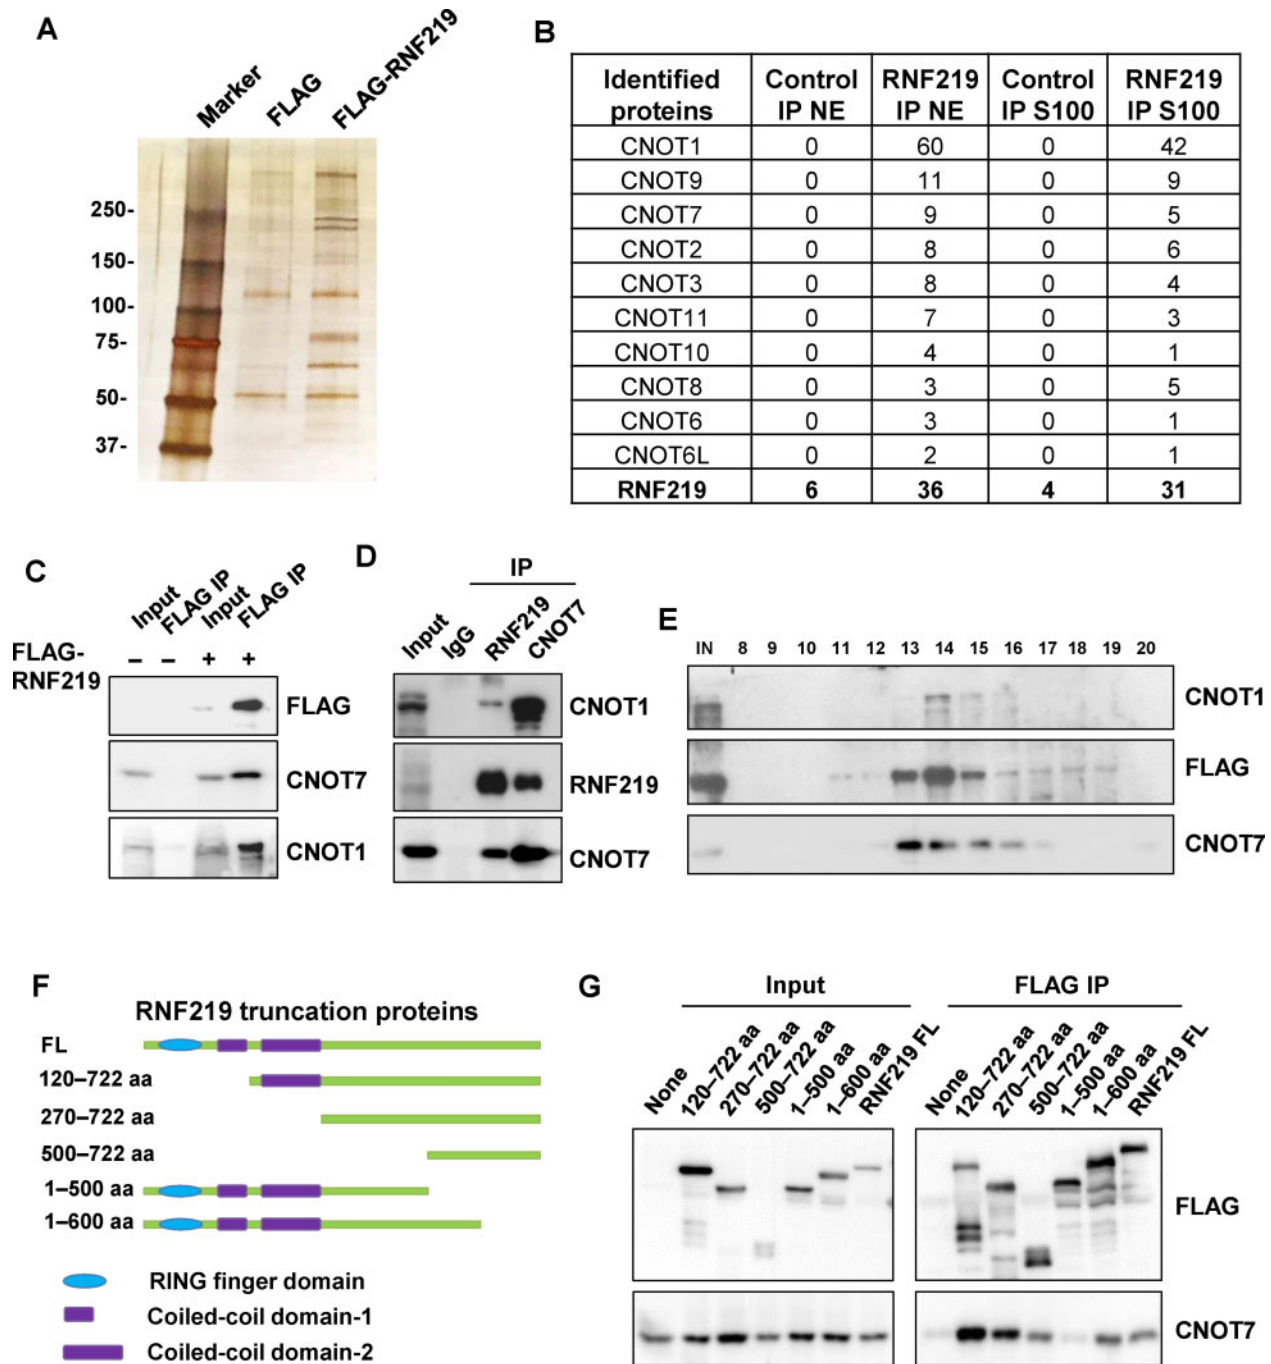 A
Marker
FLAG
FLAG-RNF219
250-
150-
100-
75-
50-
37-
B
Identified proteins | Control IP NE | RNF219 IP NE | Control IP S100 | RNF219 IP S100
CNOT1 0 60 0 42
CNOT9 0 11 0 9
CNOT7 0 9 0 5
CNOT2 0 8 0 6
CNOT3 0 8 0 4
CNOT11 0 7 0 3
CNOT10 0 4 0 1
CNOT8 0 3 0 5
CNOT6 0 3 0 1
CNOT6L 0 2 0 1
RNF219 6 36 4 31
C
Input
FLAG IP
Input
FLAG IP
FLAG-
RNF219
– – + +
FLAG
CNOT7
CNOT1
D
IP
Input
IgG
RNF219
CNOT7
CNOT1
RNF219
CNOT7
E
IN 8 9 10 11 12 13 14 15 16 17 18 19 20
CNOT1
FLAG
CNOT7
F
RNF219 truncation proteins
FL
120–722 aa
270–722 aa
500–722 aa
1–500 aa
1–600 aa
RING finger domain
Coiled-coil domain-1
Coiled-coil domain-2
G
Input
FLAG IP
None
120–722 aa
270–722 aa
500–722 aa
1–500 aa
1–600 aa
RNF219 FL
None
120–722 aa
270–722 aa
500–722 aa
1–500 aa
1–600 aa
RNF219 FL
FLAG
CNOT7